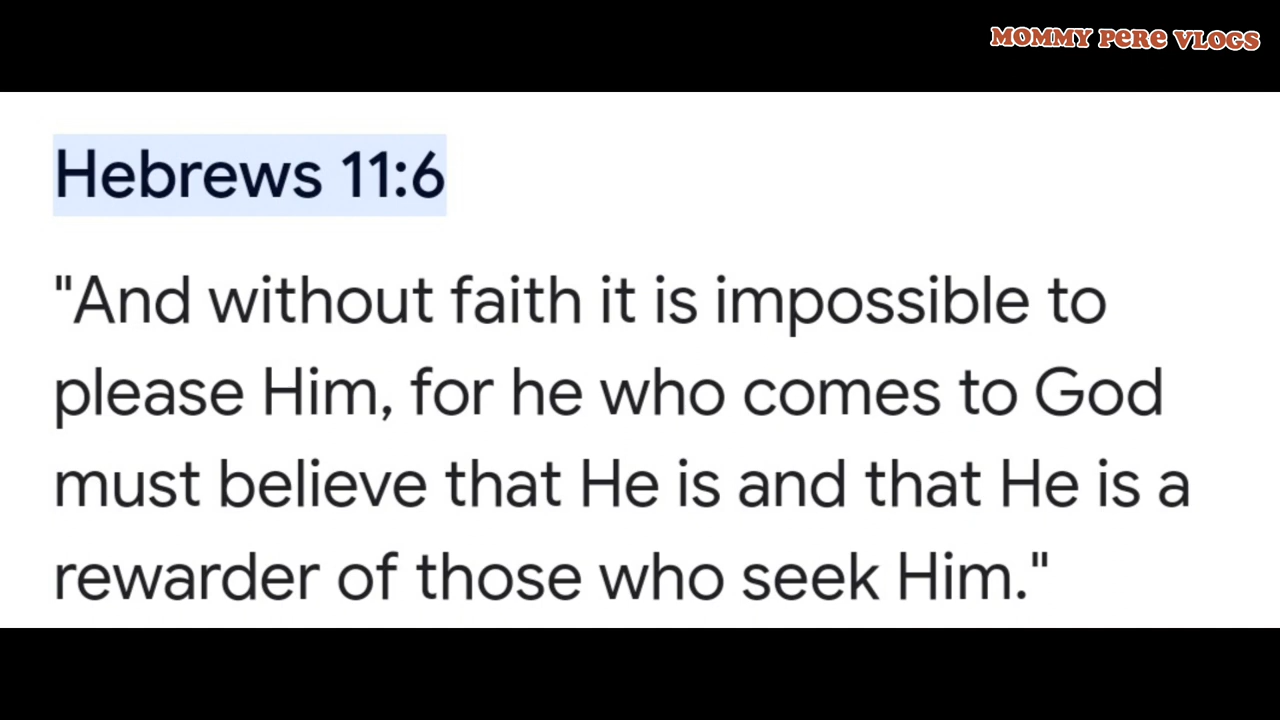 MOMMY PERE VLOGS
Hebrews 11:6
"And without faith it is impossible to
please Him, for he who comes to God
must believe that He is and that He is a
rewarder of those who seek Him."